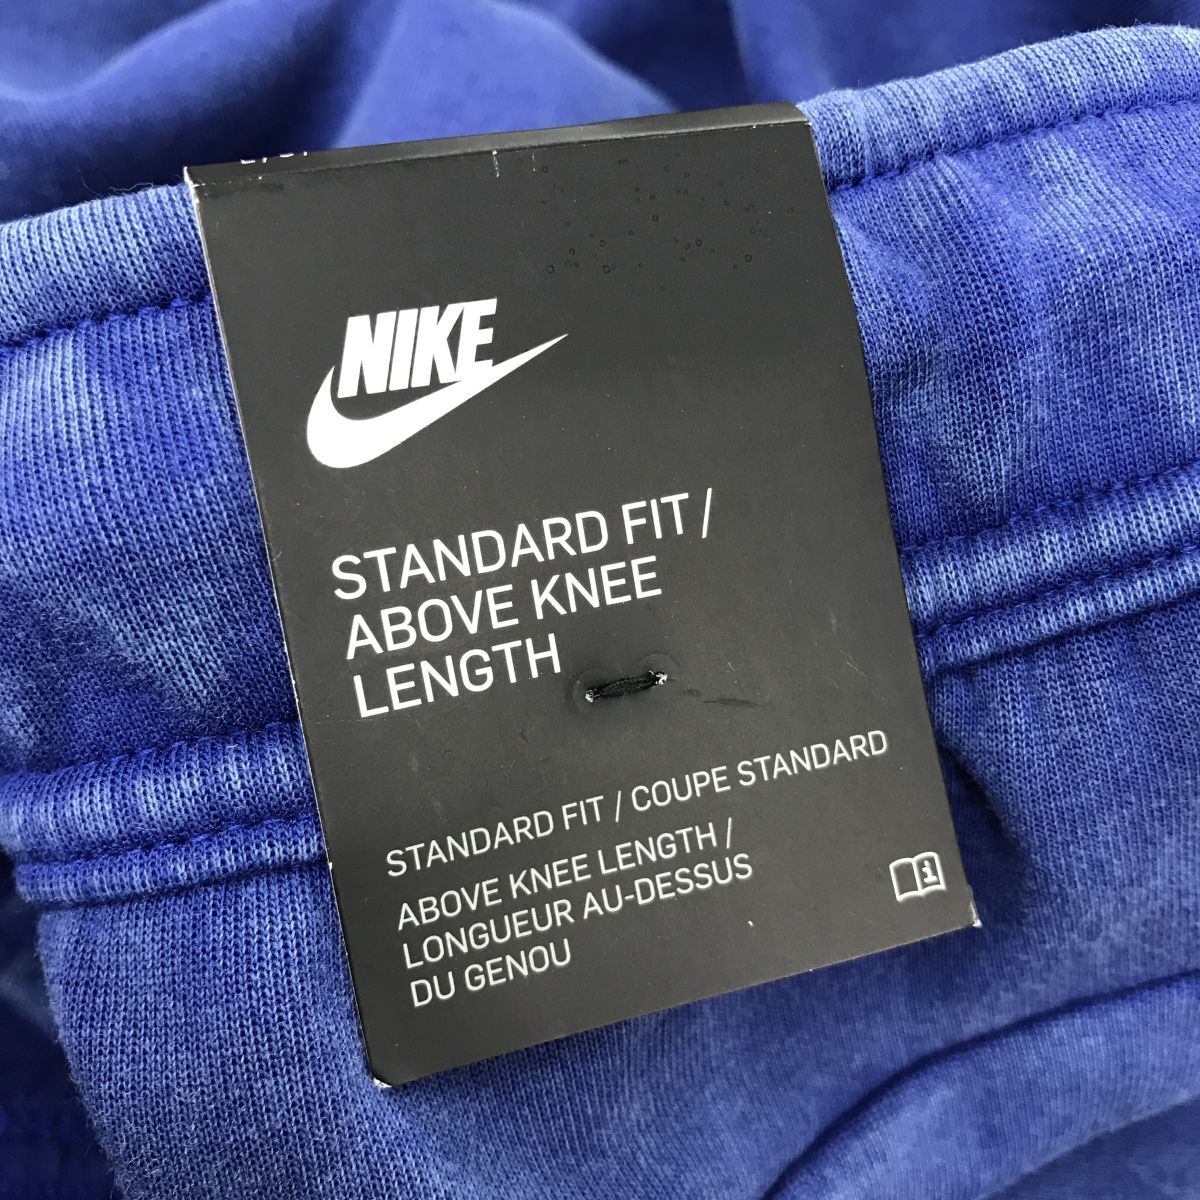 NIKE
STANDARD FIT /
ABOVE KNEE
LENGTH
STANDARD FIT / COUPE STANDARD
ABOVE KNEE LENGTH /
LONGUEUR AU-DESSUS
DU GENOU